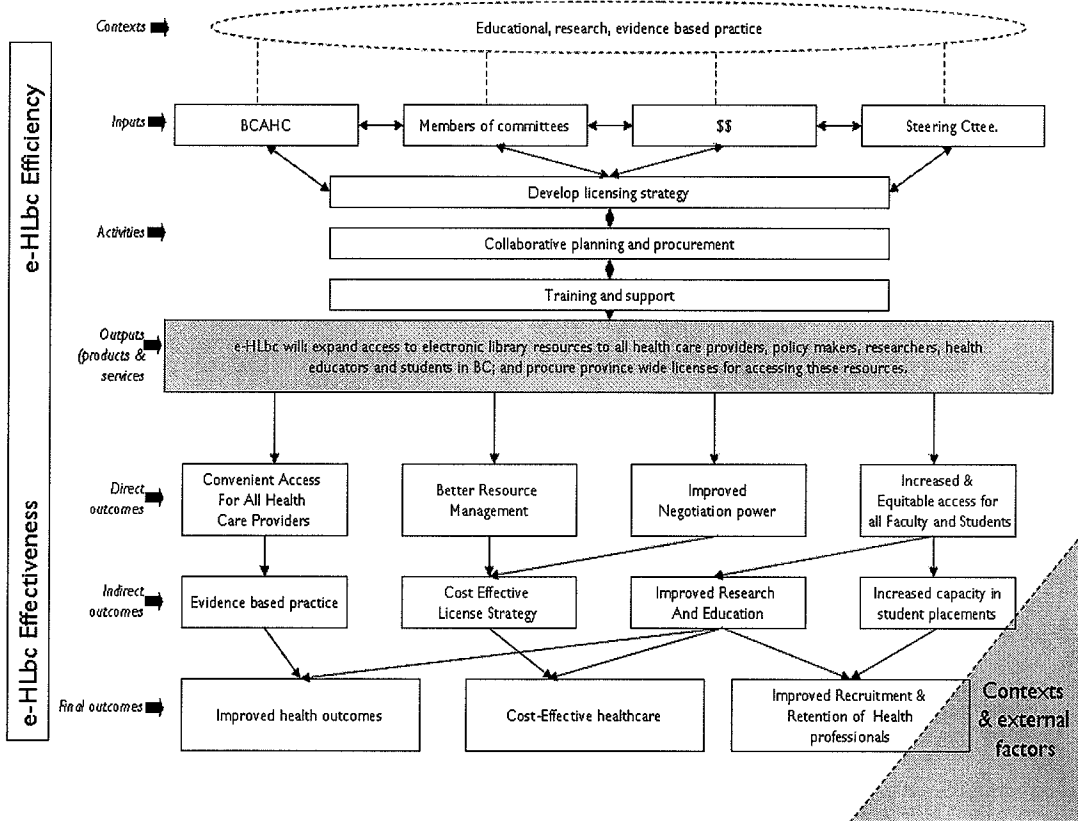 Contexts
Educational, research, evidence based practice
e-HLbc Efficiency
Inputs
BCAHC
Members of committees
$$
Steering Cttee.
Develop licensing strategy
Activities
Collaborative planning and procurement
Training and support
Outputs
(products &
services
e-HLbc will: expand access to electronic library resources to all health care providers, policy makers, researchers, health
educators and students in BC; and procure province wide licenses for accessing these resources.
e-HLbc Effectiveness
Direct
outcomes
Convenient Access
For All Health
Care Providers
Better Resource
Management
Improved
Negotiation power
Increased &
Equitable access for
all Faculty and Students
Indirect
outcomes
Evidence based practice
Cost Effective
License Strategy
Improved Research
And Education
Increased capacity in
student placements
Final outcomes
Improved health outcomes
Cost-Effective healthcare
Improved Recruitment &
Retention of Health
professionals
Contexts
& external
factors